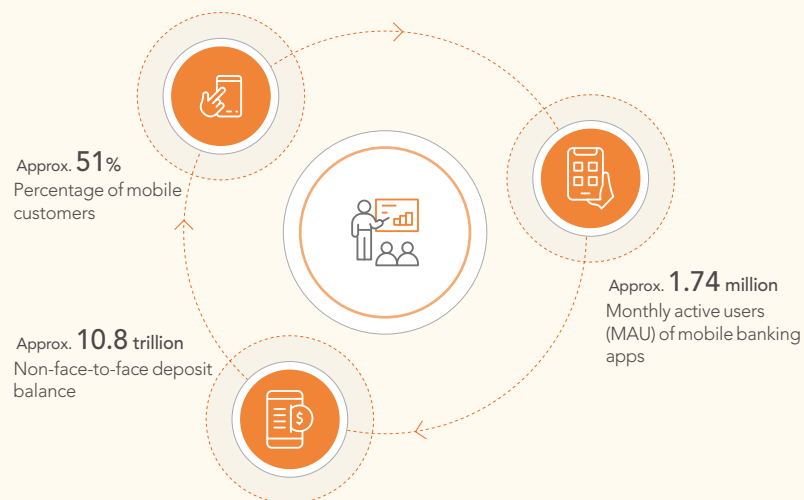 Approx. 51%
Percentage of mobile
customers
Approx. 1.74 million
Monthly active users
(MAU) of mobile banking
apps
Approx. 10.8 trillion
Non-face-to-face deposit
balance
$